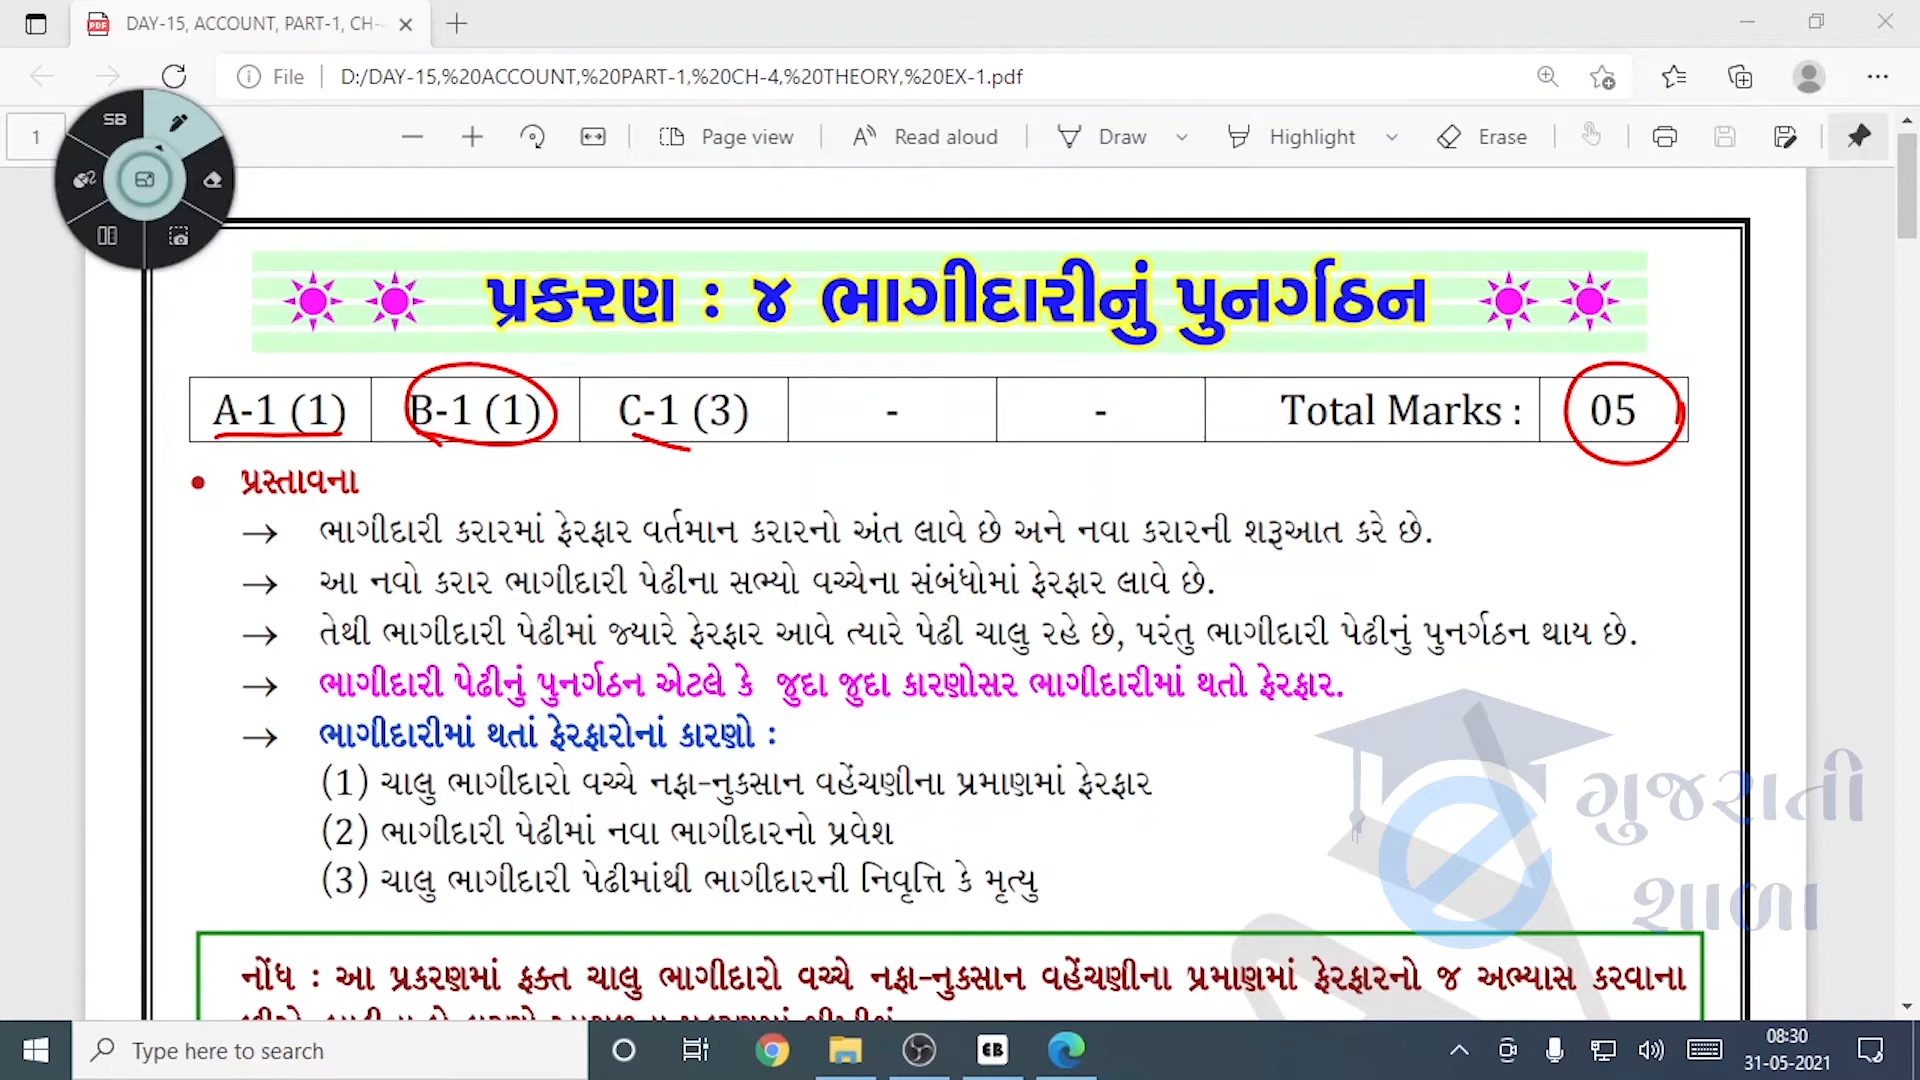 DAY-15, ACCOUNT, PART-1, CH-
File
D:/DAY-15,%20ACCOUNT,%20PART-1,%20CH-4,%20THEORY,%20EX-1.pdf
1
Page view
Read aloud
Draw
Highlight
Erase
SB
પ્રકરણ : ૪ ભાગીદારીનું પુનર્ગઠન
A-1 (1) B-1 (1) C-1 (3) - - Total Marks : 05
• પ્રસ્તાવના
→ ભાગીદારી કરારમાં ફેરફાર વર્તમાન કરારનો અંત લાવે છે અને નવા કરારની શરૂઆત કરે છે.
→ આ નવો કરાર ભાગીદારી પેઢીના સભ્યો વચ્ચેના સંબંધોમાં ફેરફાર લાવે છે.
→ તેથી ભાગીદારી પેઢીમાં જ્યારે ફેરફાર આવે ત્યારે પેઢી ચાલુ રહે છે, પરંતુ ભાગીદારી પેઢીનું પુનર્ગઠન થાય છે.
→ ભાગીદારી પેઢીનું પુનર્ગઠન એટલે કે જુદા જુદા કારણોસર ભાગીદારીમાં થતો ફેરફાર.
→ ભાગીદારીમાં થતાં ફેરફારોનાં કારણો :
(1) ચાલુ ભાગીદારો વચ્ચે નફા-નુકસાન વહેંચણીના પ્રમાણમાં ફેરફાર
(2) ભાગીદારી પેઢીમાં નવા ભાગીદારનો પ્રવેશ
(3) ચાલુ ભાગીદારી પેઢીમાંથી ભાગીદારની નિવૃત્તિ કે મૃત્યુ
ગુજરાતી
શાળા
નોંધ : આ પ્રકરણમાં ફક્ત ચાલુ ભાગીદારો વચ્ચે નફા-નુકસાન વહેંચણીના પ્રમાણમાં ફેરફારનો જ અભ્યાસ કરવાના
Type here to search
08:30
31-05-2021